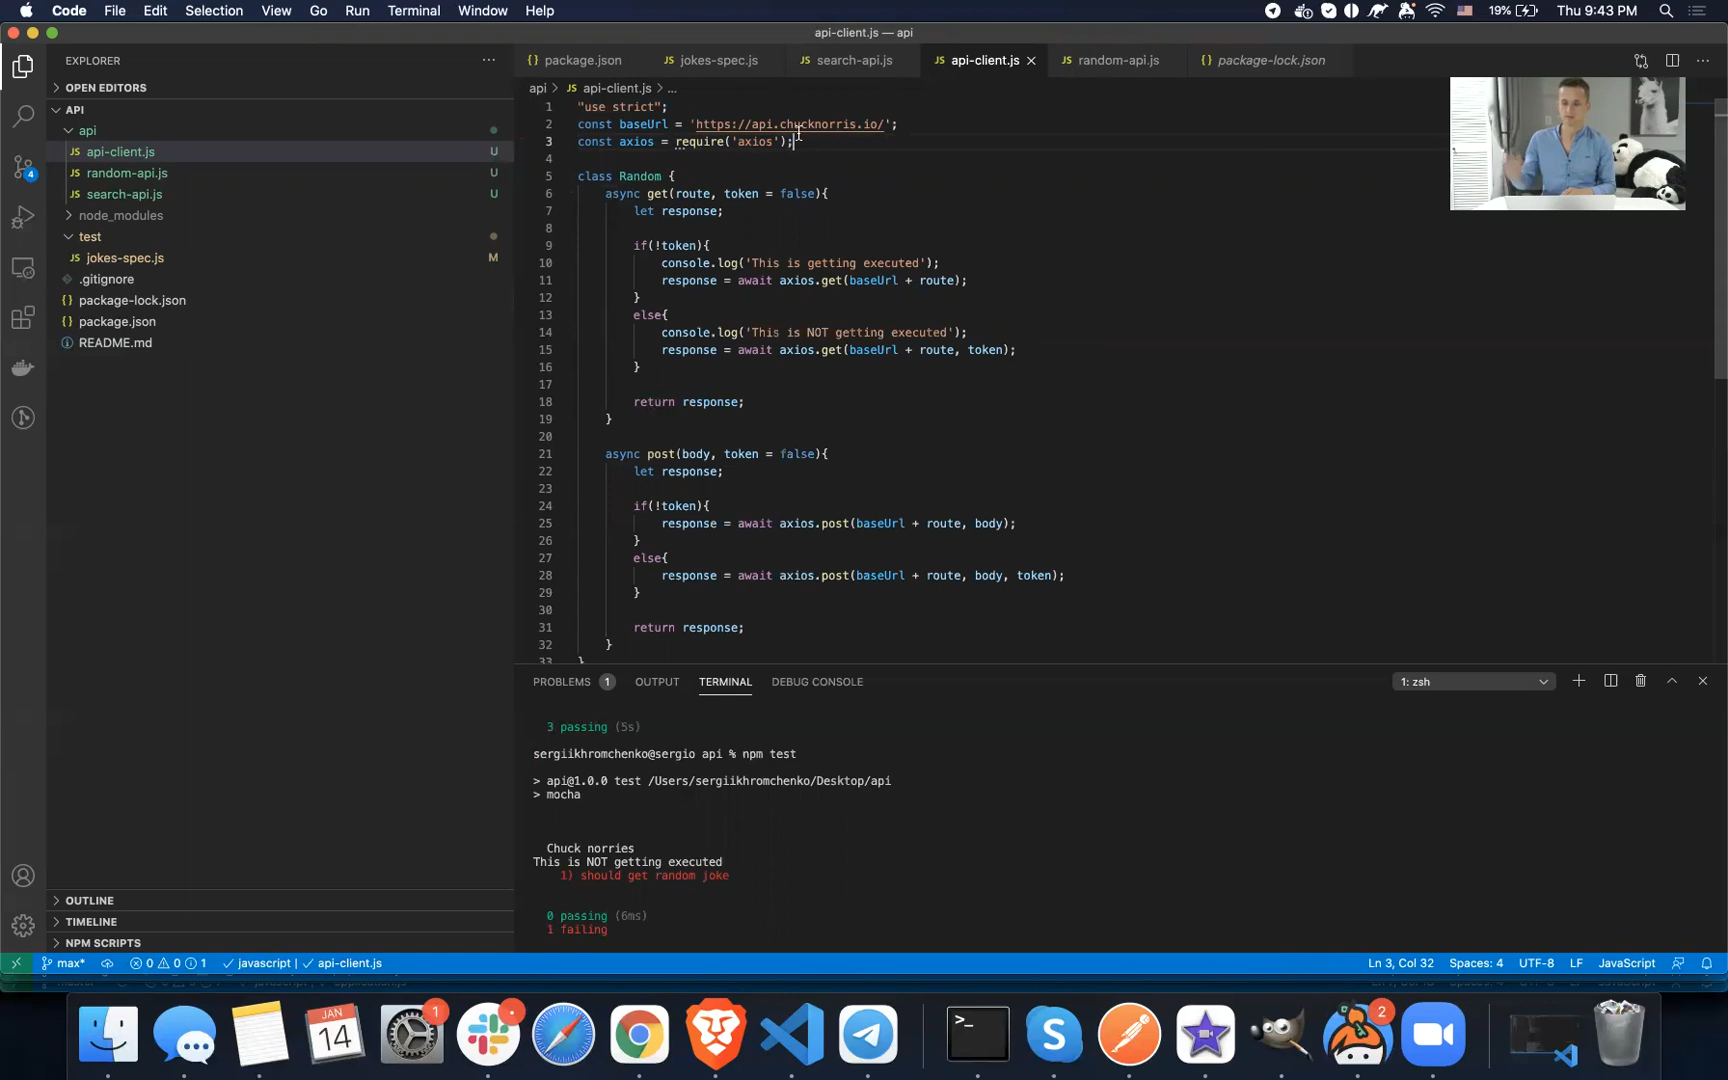 Code File Edit Selection View Go Run Terminal Window Help
19% Thu 9:43 PM
api-client.js — api
EXPLORER
OPEN EDITORS
API
api
api-client.js U
random-api.js U
search-api.js U
node_modules
test
jokes-spec.js M
.gitignore
package-lock.json
package.json
README.md
4
OUTLINE
TIMELINE
NPM SCRIPTS
package.json jokes-spec.js search-api.js api-client.js random-api.js package-lock.json
api > JS api-client.js > ...
1 "use strict";
2 const baseUrl = 'https://api.chucknorris.io/';
3 const axios = require('axios');
4
5 class Random {
6 async get(route, token = false){
7 let response;
8
9 if(!token){
10 console.log('This is getting executed');
11 response = await axios.get(baseUrl + route);
12 }
13 else{
14 console.log('This is NOT getting executed');
15 response = await axios.get(baseUrl + route, token);
16 }
17
18 return response;
19 }
20
21 async post(body, token = false){
22 let response;
23
24 if(!token){
25 response = await axios.post(baseUrl + route, body);
26 }
27 else{
28 response = await axios.post(baseUrl + route, body, token);
29 }
30
31 return response;
32 }
33 }
PROBLEMS 1 OUTPUT TERMINAL DEBUG CONSOLE 1: zsh
3 passing (5s)
sergiikhromchenko@sergio api % npm test
> api@1.0.0 test /Users/sergiikhromchenko/Desktop/api
> mocha
Chuck norries
This is NOT getting executed
1) should get random joke
0 passing (6ms)
1 failing
max* 0 0 1 javascript | api-client.js Ln 3, Col 32 Spaces: 4 UTF-8 LF JavaScript
JAN
14
1
2